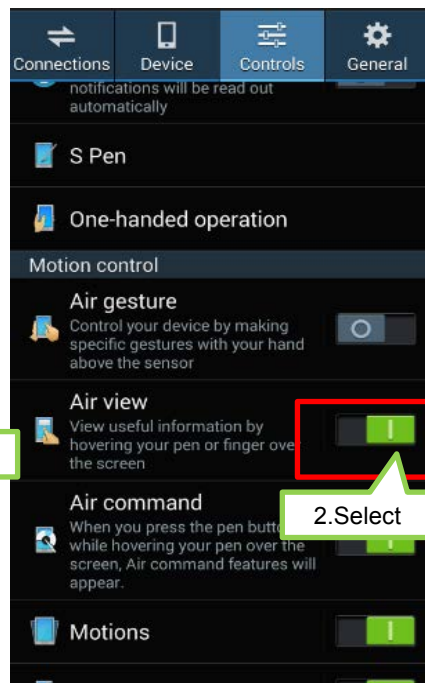 Connections Device Controls General
notifications will be read out
automatically
S Pen
One-handed operation
Motion control
Air gesture
Control your device by making
specific gestures with your hand
above the sensor
Air view
View useful information by
hovering your pen or finger over
the screen
Air command
When you press the pen button
while hovering your pen over the
screen, Air command features will
appear.
2.Select
Motions